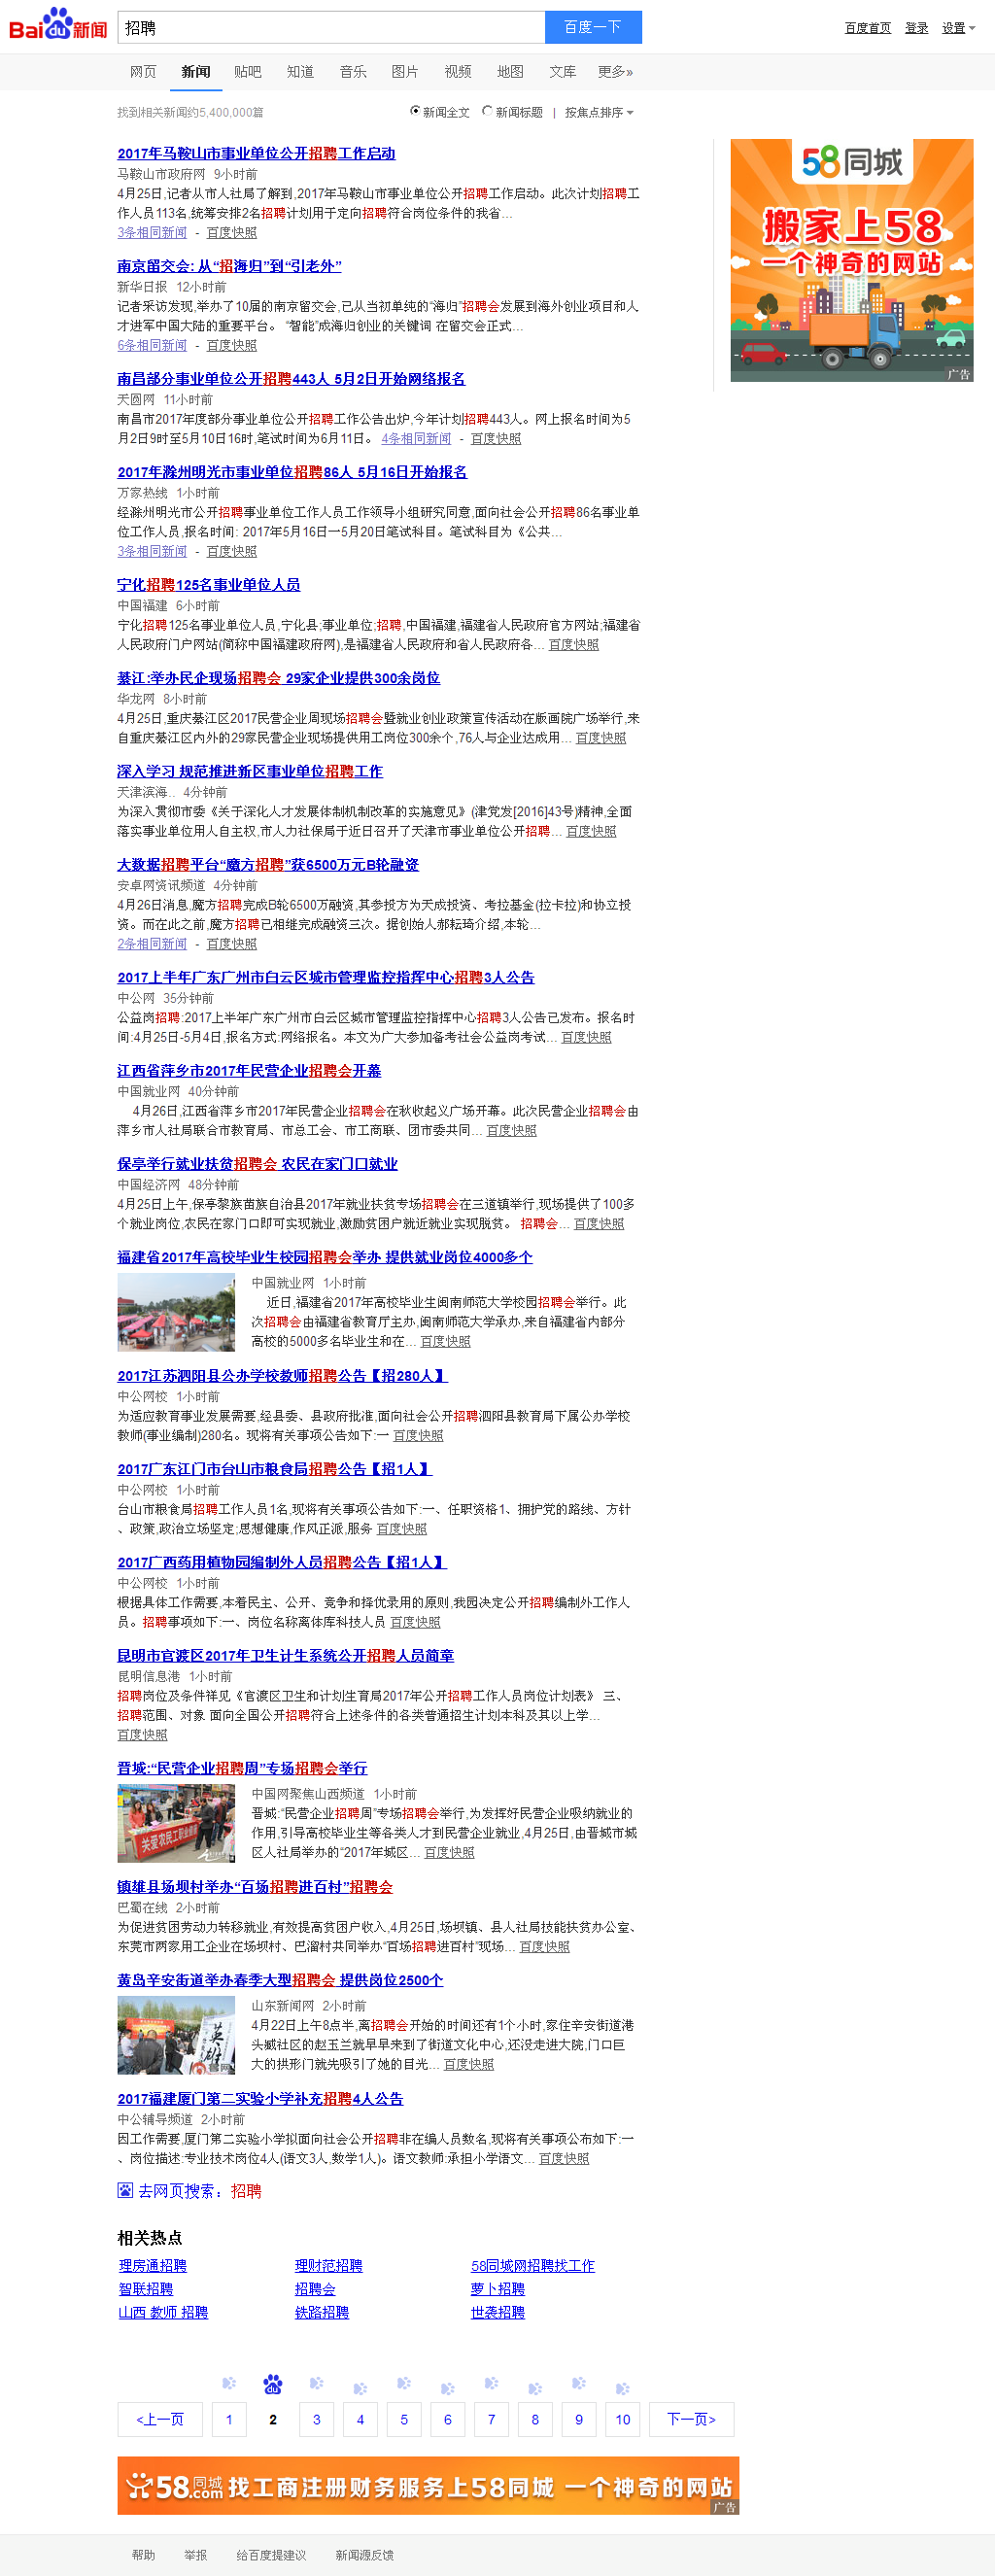 Bai du 新闻 招聘 百度一下 百度首页 登录 设置
网页 新闻 贴吧 知道 音乐 图片 视频 地图 文库 更多»
找到相关新闻约5,400,000篇 新闻全文 新闻标题 | 按焦点排序
2017年马鞍山市事业单位公开招聘工作启动
马鞍山市政府网 9小时前
4月25日,记者从市人社局了解到,2017年马鞍山市事业单位公开招聘工作启动。此次计划招聘工
作人员113名,统筹安排2名招聘计划用于定向招聘符合岗位条件的我省...
3条相同新闻 - 百度快照
南京留交会: 从“招海归”到“引老外”
新华日报 12小时前
记者采访发现,举办了10届的南京留交会,已从当初单纯的“海归”招聘会发展到海外创业项目和人
才进军中国大陆的重要平台。 “智能”成海归创业的关键词 在留交会正式...
6条相同新闻 - 百度快照
南昌部分事业单位公开招聘443人 5月2日开始网络报名
天圆网 11小时前
南昌市2017年度部分事业单位公开招聘工作公告出炉,今年计划招聘443人。网上报名时间为5
月2日9时至5月10日16时,笔试时间为6月11日。 4条相同新闻 - 百度快照
2017年滁州明光市事业单位招聘86人 5月16日开始报名
万家热线 1小时前
经滁州明光市公开招聘事业单位工作人员工作领导小组研究同意,面向社会公开招聘86名事业单
位工作人员,报名时间: 2017年5月16日—5月20日笔试科目。笔试科目为《公共...
3条相同新闻 - 百度快照
宁化招聘125名事业单位人员
中国福建 6小时前
宁化招聘125名事业单位人员,宁化县;事业单位;招聘,中国福建,福建省人民政府官方网站;福建省
人民政府门户网站(简称中国福建政府网),是福建省人民政府和省人民政府各... 百度快照
綦江:举办民企现场招聘会 29家企业提供300余岗位
华龙网 8小时前
4月25日,重庆綦江区2017民营企业周现场招聘会暨就业创业政策宣传活动在版画院广场举行,来
自重庆綦江区内外的29家民营企业现场提供用工岗位300余个,76人与企业达成用... 百度快照
深入学习 规范推进新区事业单位招聘工作
天津滨海.. 4分钟前
为深入贯彻市委《关于深化人才发展体制机制改革的实施意见》(津党发[2016]43号)精神,全面
落实事业单位用人自主权,市人力社保局于近日召开了天津市事业单位公开招聘... 百度快照
大数据招聘平台“魔方招聘”获6500万元B轮融资
安卓网资讯频道 4分钟前
4月26日消息,魔方招聘完成B轮6500万融资,其参投方为天成投资、考拉基金(拉卡拉)和协立投
资。而在此之前,魔方招聘已相继完成融资三次。据创始人郝耘琦介绍,本轮...
2条相同新闻 - 百度快照
2017上半年广东广州市白云区城市管理监控指挥中心招聘3人公告
中公网 35分钟前
公益岗招聘:2017上半年广东广州市白云区城市管理监控指挥中心招聘3人公告已发布。报名时
间:4月25日-5月4日,报名方式:网络报名。本文为广大参加备考社会公益岗考试... 百度快照
江西省萍乡市2017年民营企业招聘会开幕
中国就业网 40分钟前
4月26日,江西省萍乡市2017年民营企业招聘会在秋收起义广场开幕。此次民营企业招聘会由
萍乡市人社局联合市教育局、市总工会、市工商联、团市委共同... 百度快照
保亭举行就业扶贫招聘会 农民在家门口就业
中国经济网 48分钟前
4月25日上午,保亭黎族苗族自治县2017年就业扶贫专场招聘会在三道镇举行,现场提供了100多
个就业岗位,农民在家门口即可实现就业,激励贫困户就近就业实现脱贫。 招聘会... 百度快照
福建省2017年高校毕业生校园招聘会举办 提供就业岗位4000多个
中国就业网 1小时前
近日,福建省2017年高校毕业生闽南师范大学校园招聘会举行。此
次招聘会由福建省教育厅主办,闽南师范大学承办,来自福建省内部分
高校的5000多名毕业生和在... 百度快照
2017江苏泗阳县公办学校教师招聘公告【招280人】
中公网校 1小时前
为适应教育事业发展需要,经县委、县政府批准,面向社会公开招聘泗阳县教育局下属公办学校
教师(事业编制)280名。现将有关事项公告如下:一 百度快照
2017广东江门市台山市粮食局招聘公告【招1人】
中公网校 1小时前
台山市粮食局招聘工作人员1名,现将有关事项公告如下:一、任职资格1、拥护党的路线、方针
、政策,政治立场坚定;思想健康,作风正派,服务 百度快照
2017广西药用植物园编制外人员招聘公告【招1人】
中公网校 1小时前
根据具体工作需要,本着民主、公开、竞争和择优录用的原则,我园决定公开招聘编制外工作人
员。招聘事项如下:一、岗位名称离体库科技人员 百度快照
昆明市官渡区2017年卫生计生系统公开招聘人员简章
昆明信息港 1小时前
招聘岗位及条件详见《官渡区卫生和计划生育局2017年公开招聘工作人员岗位计划表》 三、
招聘范围、对象 面向全国公开招聘符合上述条件的各类普通招生计划本科及其以上学...
百度快照
晋城:“民营企业招聘周”专场招聘会举行
中国网聚焦山西频道 1小时前
晋城:“民营企业招聘周”专场招聘会举行,为发挥好民营企业吸纳就业的
作用,引导高校毕业生等各类人才到民营企业就业,4月25日,由晋城市城
区人社局举办的“2017年城区... 百度快照
镇雄县场坝村举办“百场招聘进百村”招聘会
巴蜀在线 2小时前
为促进贫困劳动力转移就业,有效提高贫困户收入,4月25日,场坝镇、县人社局技能扶贫办公室、
东莞市两家用工企业在场坝村、巴溜村共同举办“百场招聘进百村”现场... 百度快照
黄岛辛安街道举办春季大型招聘会 提供岗位2500个
山东新闻网 2小时前
4月22日上午8点半,离招聘会开始的时间还有1个小时,家住辛安街道港
头臧社区的赵玉兰就早早来到了街道文化中心,还没走进大院,门口巨
大的拱形门就先吸引了她的目光... 百度快照
2017福建厦门第二实验小学补充招聘4人公告
中公辅导频道 2小时前
因工作需要,厦门第二实验小学拟面向社会公开招聘非在编人员数名,现将有关事项公布如下:一
、岗位描述:专业技术岗位4人(语文3人,数学1人)。语文教师:承担小学语文... 百度快照
去网页搜索：招聘
58同城
搬家上58
一个神奇的网站
广告
相关热点
理房通招聘 理财范招聘 58同城网招聘找工作
智联招聘 招聘会 萝卜招聘
山西 教师 招聘 铁路招聘 世袭招聘
<上一页 1 2 3 4 5 6 7 8 9 10 下一页>
58同城.com 找工商注册财务服务上58同城 一个神奇的网站
广告
帮助 举报 给百度提建议 新闻源反馈